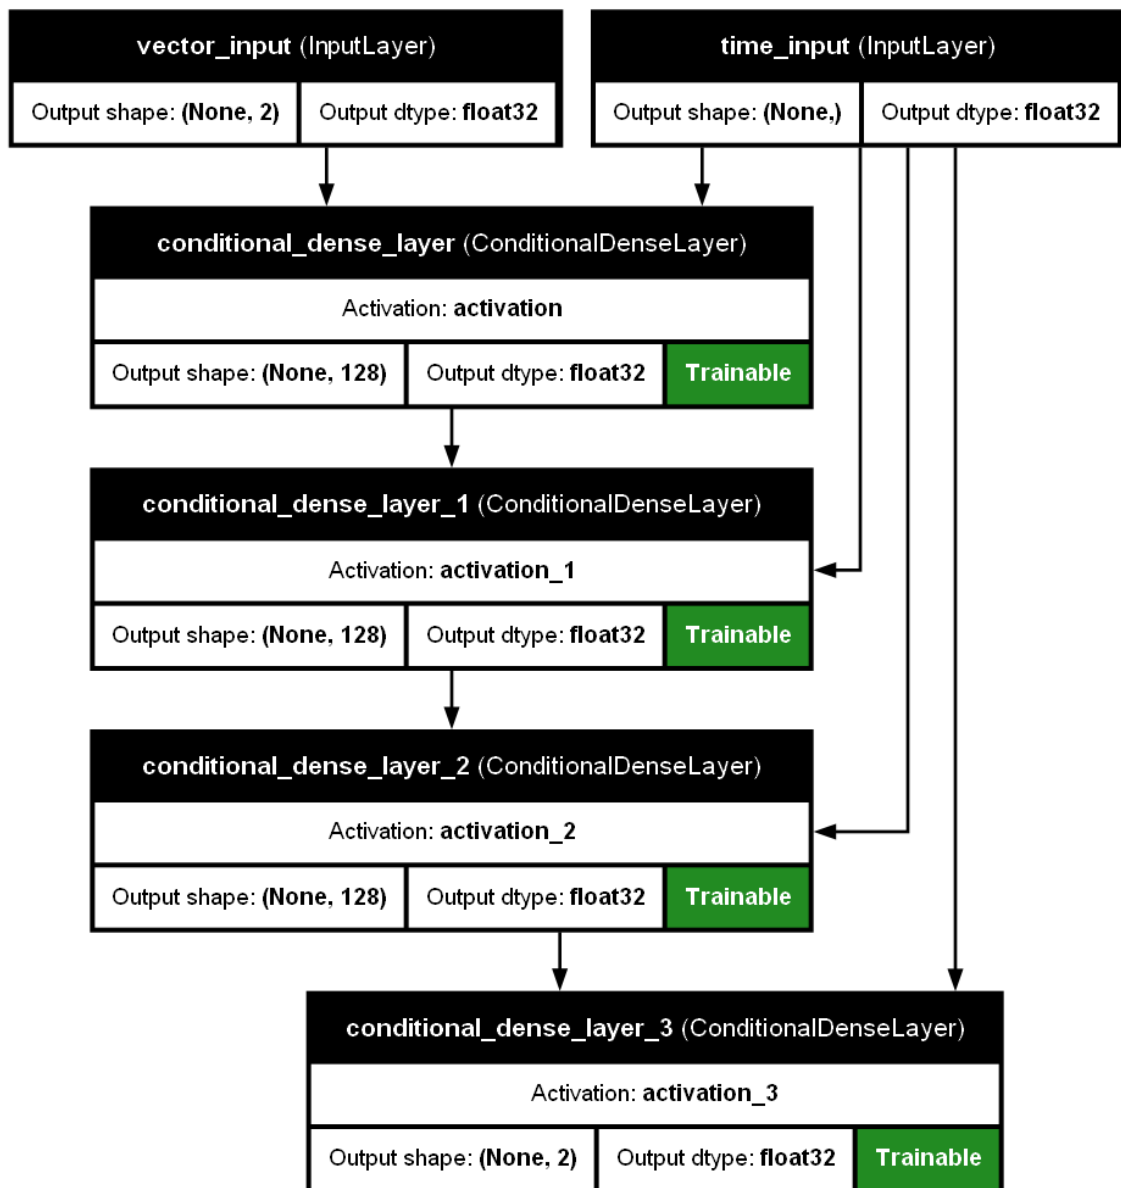 vector_input (InputLayer)
Output shape: (None, 2) Output dtype: float32
time_input (InputLayer)
Output shape: (None,) Output dtype: float32
conditional_dense_layer (ConditionalDenseLayer)
Activation: activation
Output shape: (None, 128) Output dtype: float32 Trainable
conditional_dense_layer_1 (ConditionalDenseLayer)
Activation: activation_1
Output shape: (None, 128) Output dtype: float32 Trainable
conditional_dense_layer_2 (ConditionalDenseLayer)
Activation: activation_2
Output shape: (None, 128) Output dtype: float32 Trainable
conditional_dense_layer_3 (ConditionalDenseLayer)
Activation: activation_3
Output shape: (None, 2) Output dtype: float32 Trainable